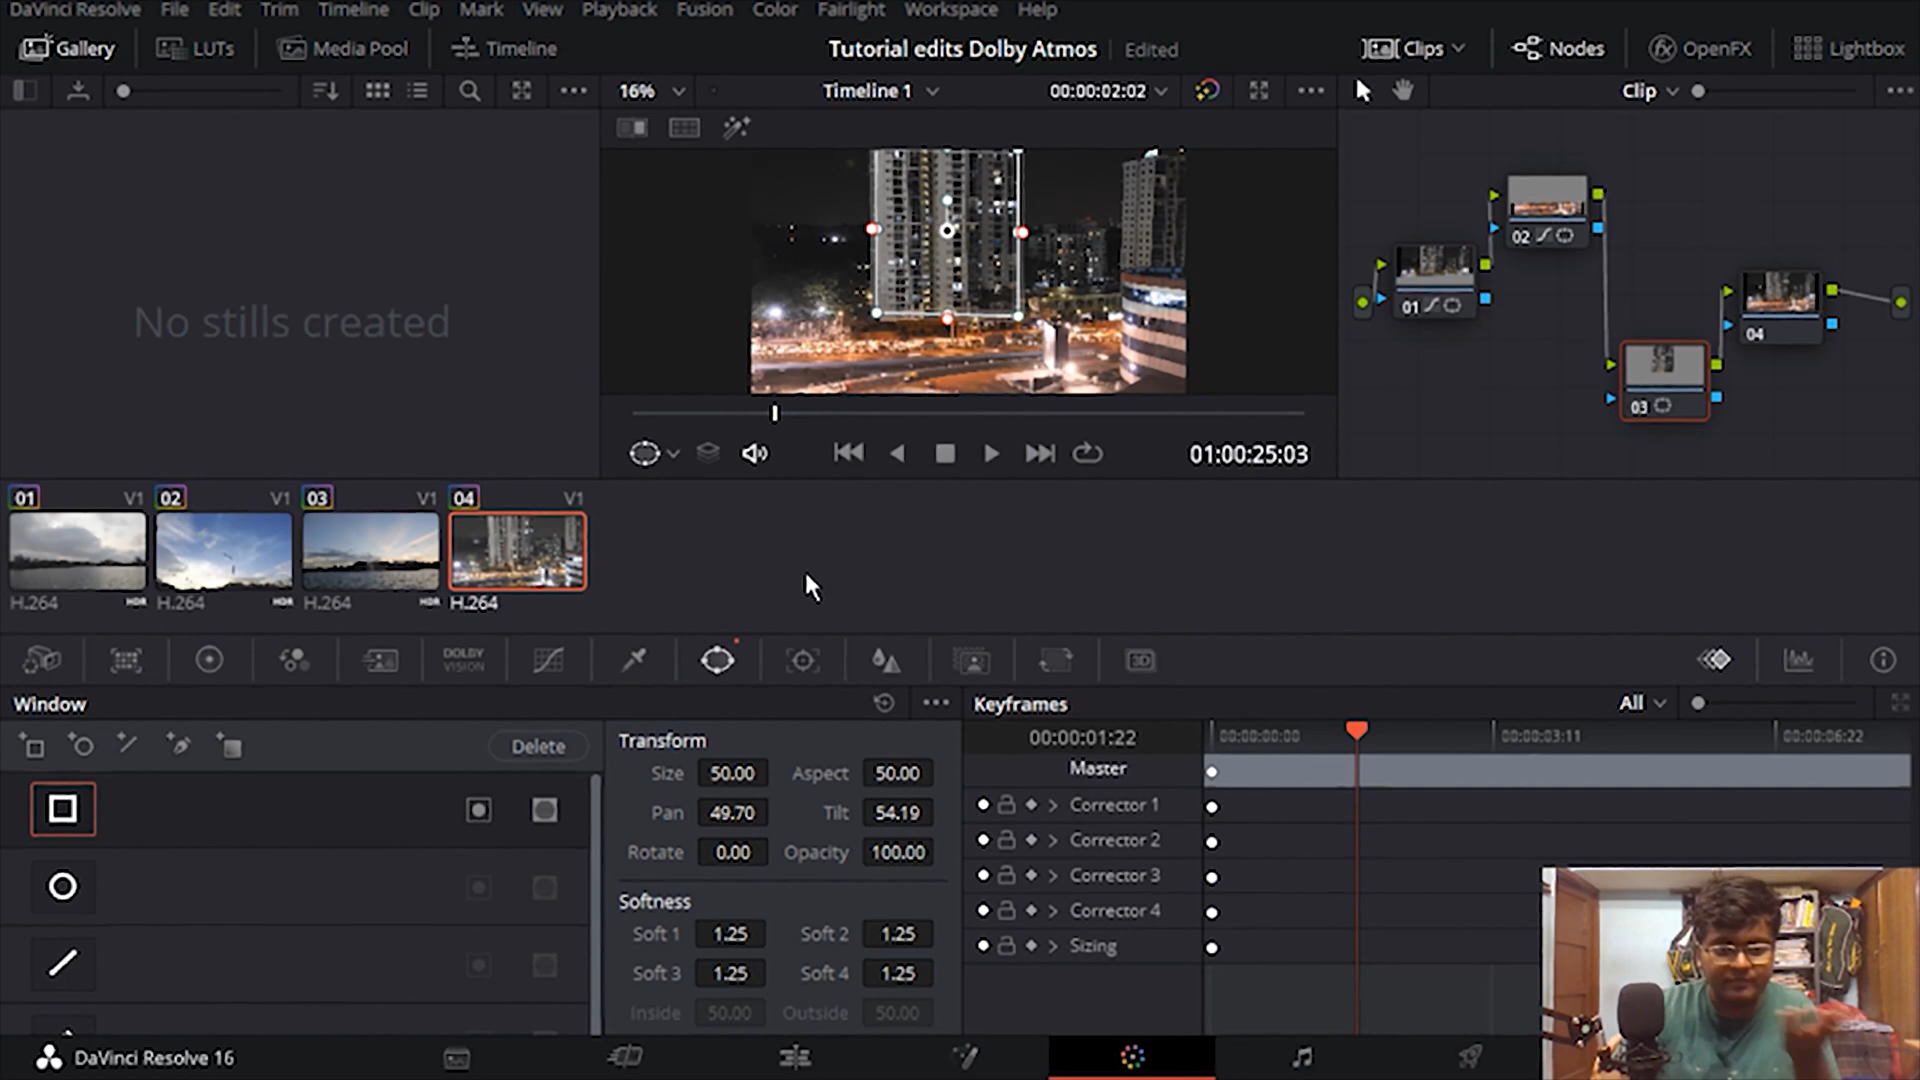 DaVinci Resolve File Edit Trim Timeline Clip Mark View Playback Fusion Color Fairlight Workspace Help
Gallery LUTs Media Pool Timeline Tutorial edits Dolby Atmos Edited Clips Nodes OpenFX Lightbox
16% Timeline 1 00:00:02:02 Clip
02
01
04
03
No stills created
01:00:25:03
01 V1 02 V1 03 V1 04 V1
H.264 HDR H.264 HDR H.264 HDR H.264
DOLBY
VISION
3D
Window Keyframes All
Delete
Transform
Size 50.00 Aspect 50.00
Pan 49.70 Tilt 54.19
Rotate 0.00 Opacity 100.00
Softness
Soft 1 1.25 Soft 2 1.25
Soft 3 1.25 Soft 4 1.25
Inside 50.00 Outside 50.00
00:00:01:22 00:00:00:00 00:00:03:11 00:00:06:22
Master
Corrector 1
Corrector 2
Corrector 3
Corrector 4
Sizing
DaVinci Resolve 16